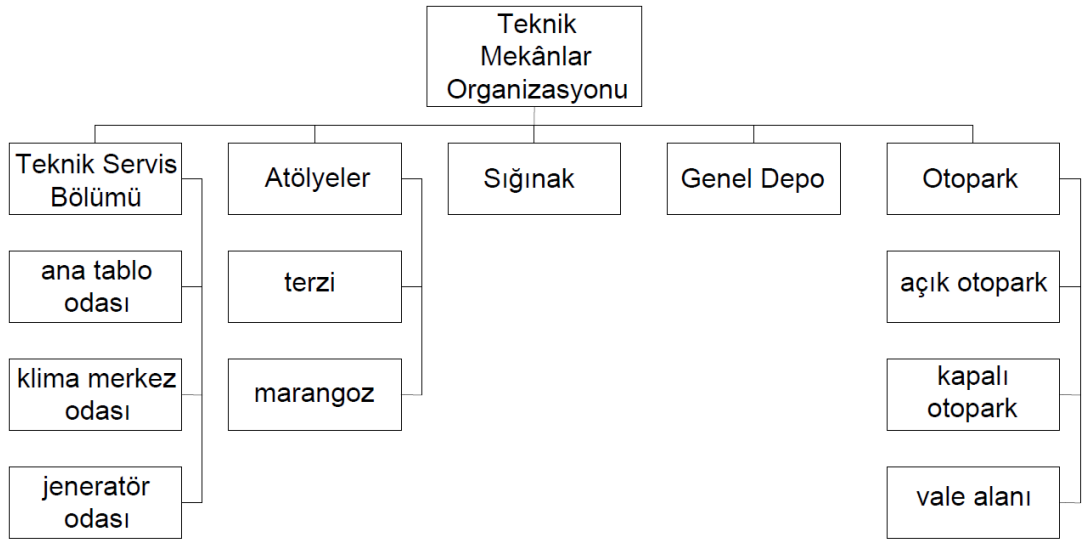 Teknik
Mekânlar
Organizasyonu
Teknik Servis
Bölümü
Atölyeler
Sığınak
Genel Depo
Otopark
ana tablo
odası
terzi
açık otopark
klima merkez
odası
marangoz
kapalı
otopark
jeneratör
odası
vale alanı